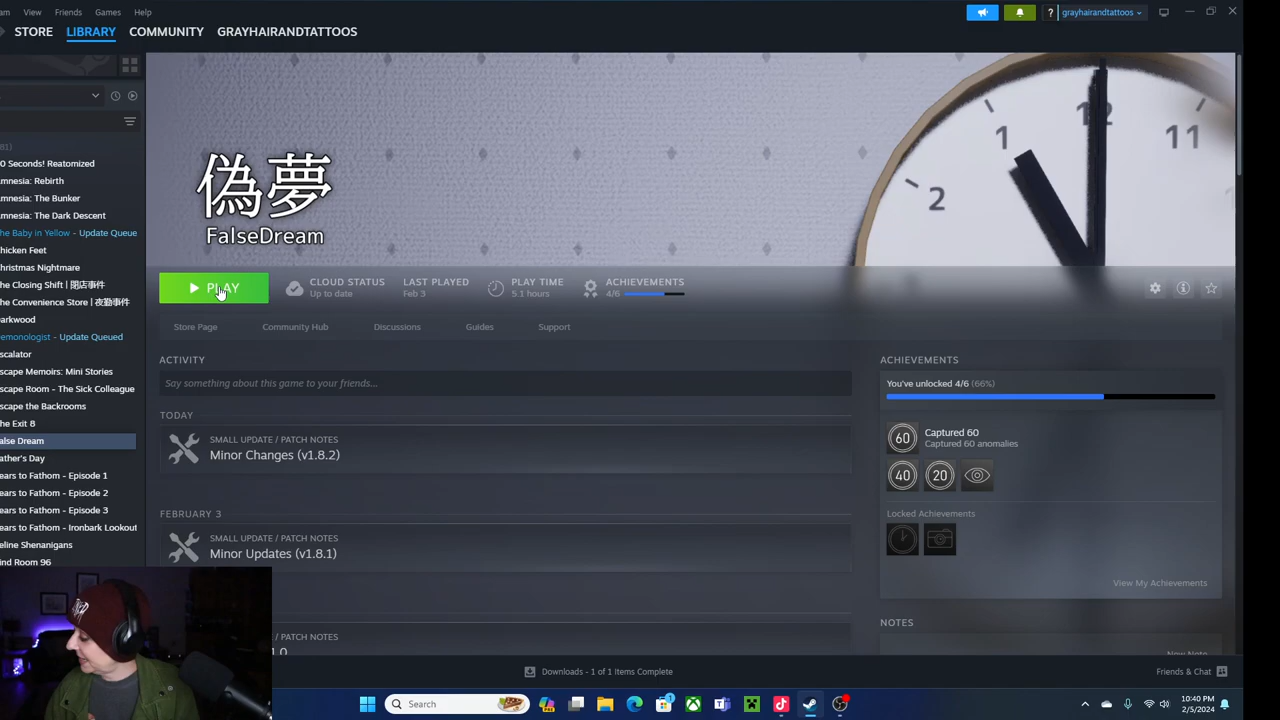 am View Friends Games Help
? grayhairandtattoos
STORE LIBRARY COMMUNITY GRAYHAIRANDTATTOOS
1 12 11
2
偽夢
FalseDream
PLAY
CLOUD STATUS
Up to date
LAST PLAYED
Feb 3
PLAY TIME
5.1 hours
ACHIEVEMENTS
4/6
Store Page Community Hub Discussions Guides Support
81)
0 Seconds! Reatomized
mnesia: Rebirth
mnesia: The Bunker
mnesia: The Dark Descent
he Baby in Yellow - Update Queue
hicken Feet
hristmas Nightmare
he Closing Shift | 閉店事件
he Convenience Store | 夜勤事件
arkwood
emonologist - Update Queued
scalator
scape Memoirs: Mini Stories
scape Room - The Sick Colleague
scape the Backrooms
he Exit 8
alse Dream
ather's Day
ears to Fathom - Episode 1
ears to Fathom - Episode 2
ears to Fathom - Episode 3
ears to Fathom - Ironbark Lookout
eline Shenanigans
ind Room 96
ACTIVITY
Say something about this game to your friends...
TODAY
SMALL UPDATE / PATCH NOTES
Minor Changes (v1.8.2)
FEBRUARY 3
SMALL UPDATE / PATCH NOTES
Minor Updates (v1.8.1)
/ PATCH NOTES
ACHIEVEMENTS
You've unlocked 4/6 (66%)
60
Captured 60
Captured 60 anomalies
40 20
Locked Achievements
View My Achievements
NOTES
New Note
Downloads - 1 of 1 Items Complete
Friends & Chat
Search
1
10:40 PM
2/5/2024